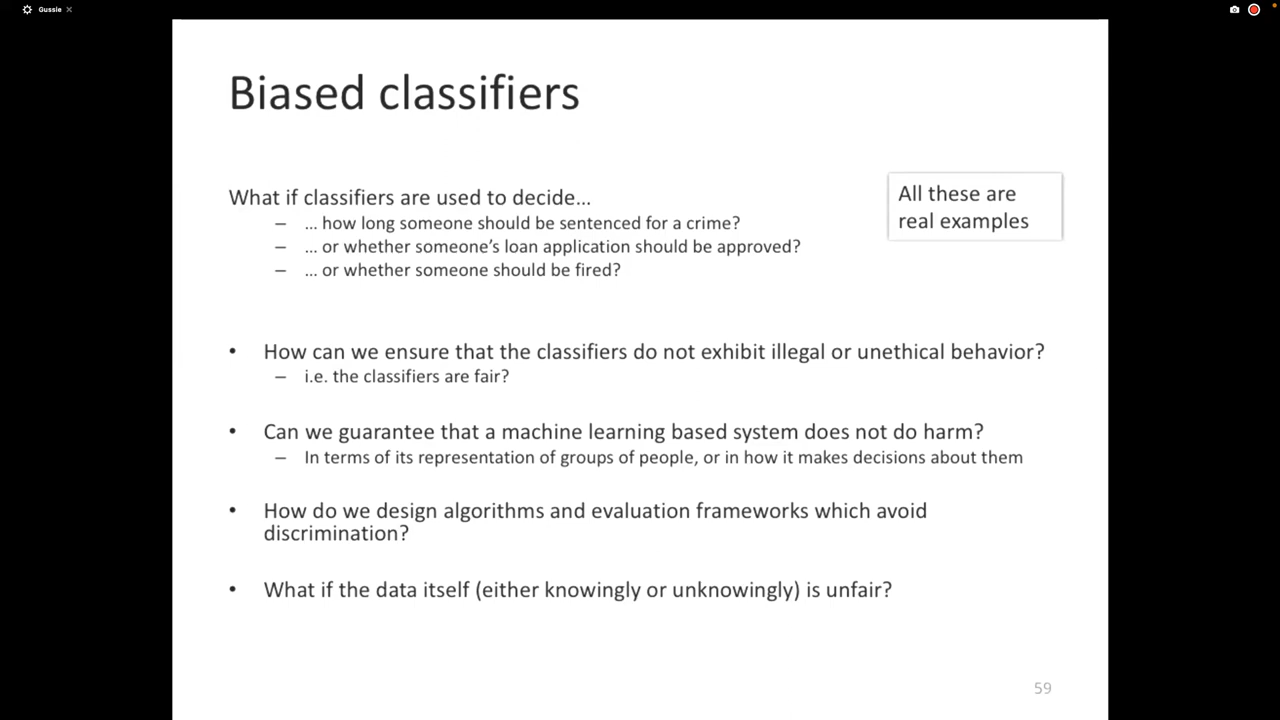 Gussie
Biased classifiers
What if classifiers are used to decide…
All these are
real examples
– … how long someone should be sentenced for a crime?
– … or whether someone’s loan application should be approved?
– … or whether someone should be fired?
• How can we ensure that the classifiers do not exhibit illegal or unethical behavior?
– i.e. the classifiers are fair?
• Can we guarantee that a machine learning based system does not do harm?
– In terms of its representation of groups of people, or in how it makes decisions about them
• How do we design algorithms and evaluation frameworks which avoid
discrimination?
• What if the data itself (either knowingly or unknowingly) is unfair?
59